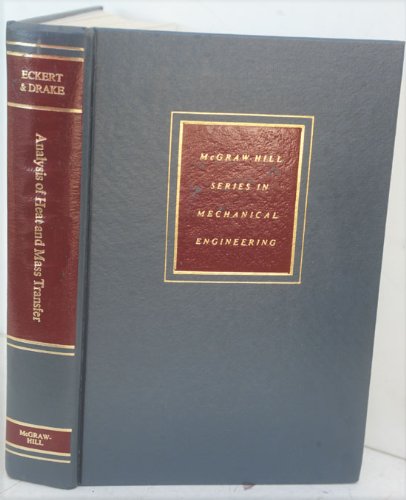 ECKERT
& DRAKE
Analysis of Heat and Mass Transfer
McGRAW-
HILL
McGRAW-HILL
SERIES IN
MECHANICAL
ENGINEERING